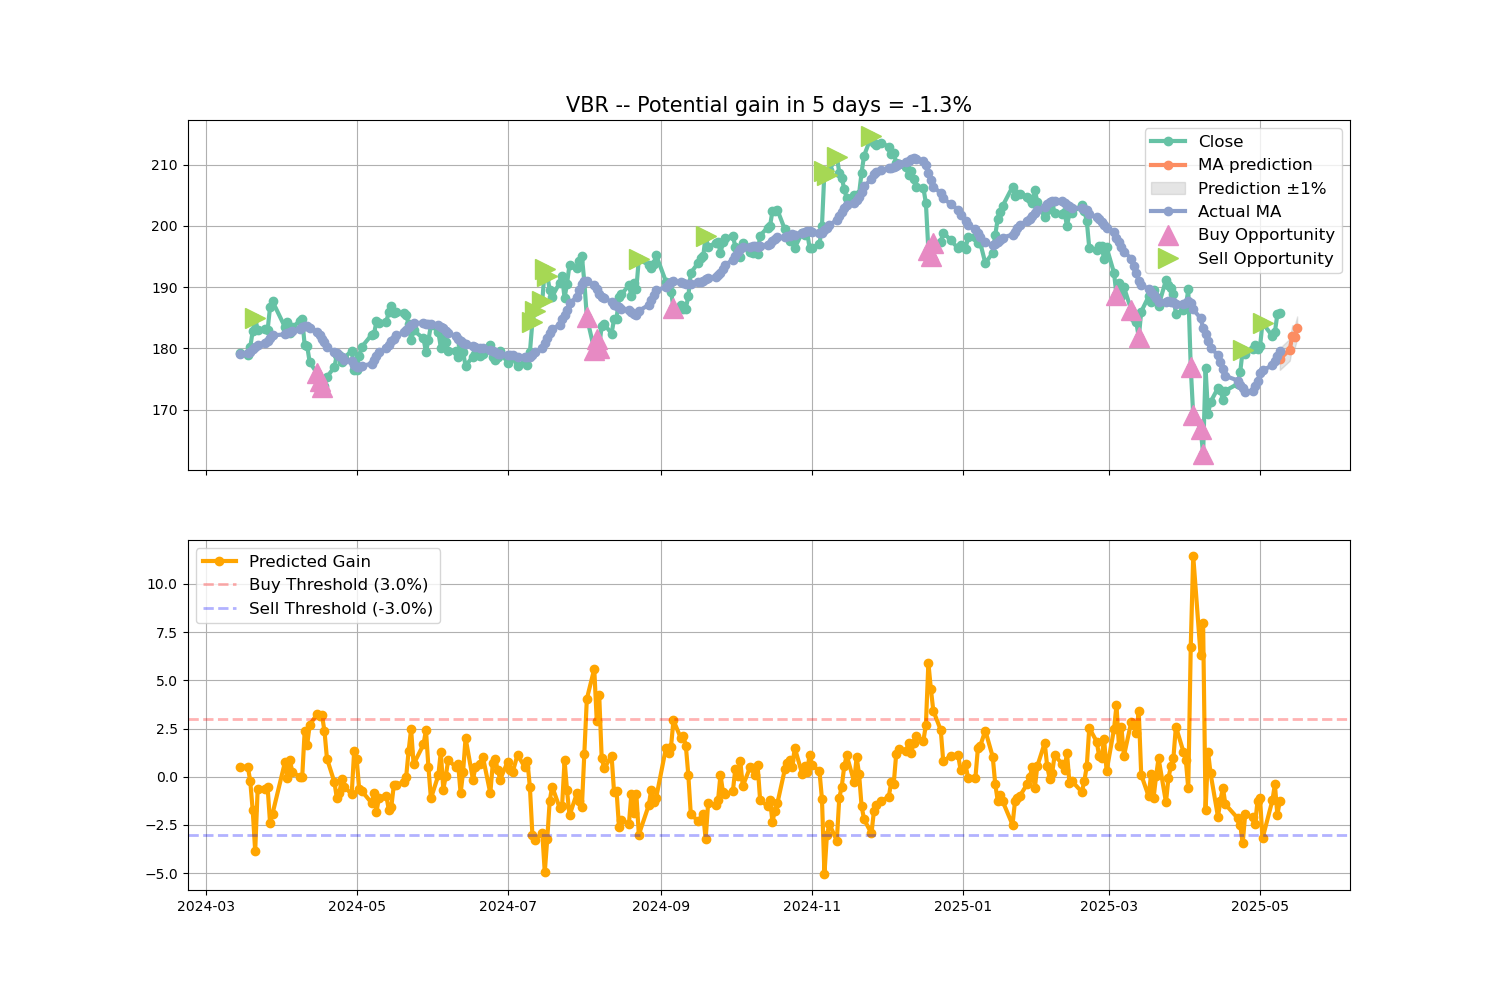 VBR -- Potential gain in 5 days = -1.3%
210
200
190
180
170
Close
MA prediction
Prediction ±1%
Actual MA
Buy Opportunity
Sell Opportunity
10.0
7.5
5.0
2.5
0.0
−2.5
−5.0
Predicted Gain
Buy Threshold (3.0%)
Sell Threshold (-3.0%)
2024-03
2024-05
2024-07
2024-09
2024-11
2025-01
2025-03
2025-05